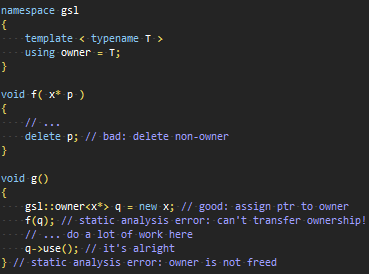 namespace gsl
{
    template < typename T >
    using owner = T;
}

void f( x* p )
{
    // ...
    delete p; // bad: delete non-owner
}

void g()
{
    gsl::owner<x*> q = new x; // good: assign ptr to owner
    f(q); // static analysis error: can't transfer ownership!
    // ... do a lot of work here
    q->use(); // it's alright
} // static analysis error: owner is not freed